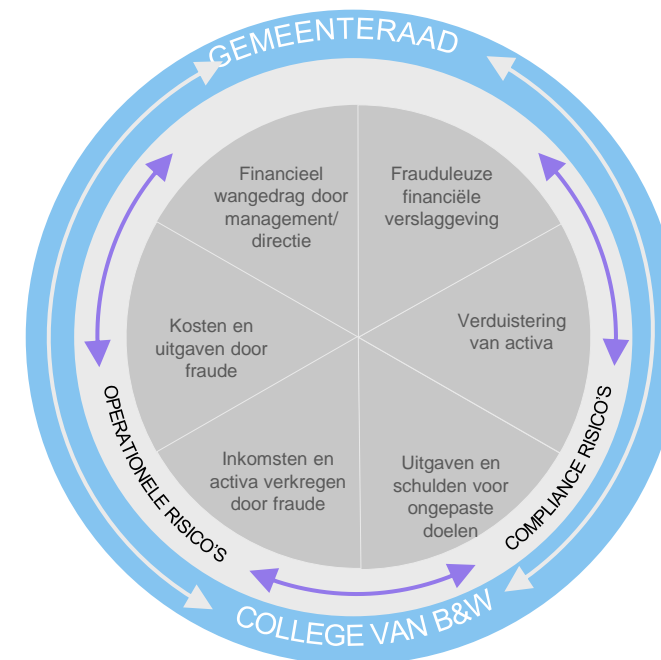 GEMEENTERAAD
Financieel
wangedrag door
management/
directie
Frauduleuze
financiële
verslaggeving
Kosten en
uitgaven door
fraude
Verduistering
van activa
Inkomsten en
activa verkregen
door fraude
Uitgaven en
schulden voor
ongepaste
doelen
OPERATIONELE RISICO'S
COMPLIANCE RISICO'S
COLLEGE VAN B&W